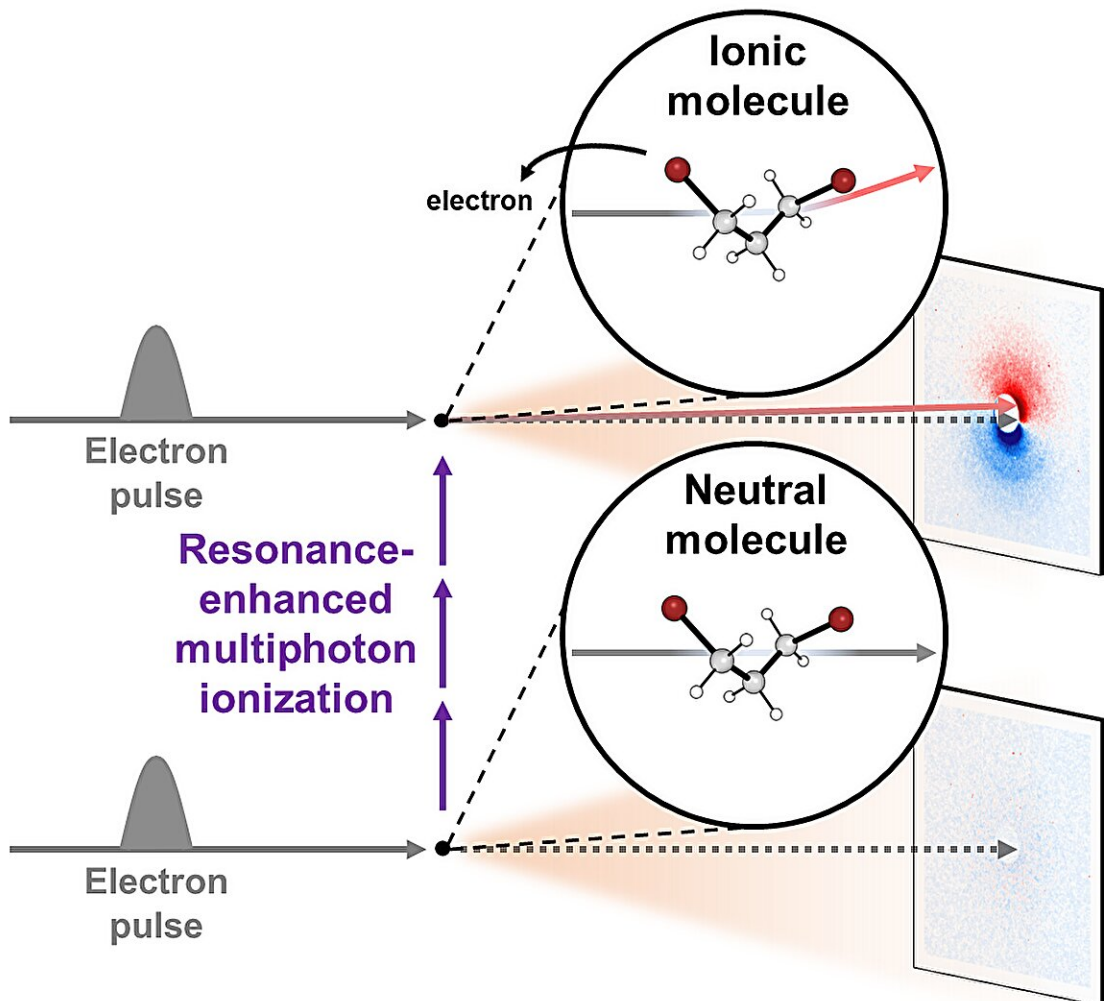 Ionic
molecule
electron
Electron
pulse
Neutral
molecule
Resonance-
enhanced
multiphoton
ionization
Electron
pulse